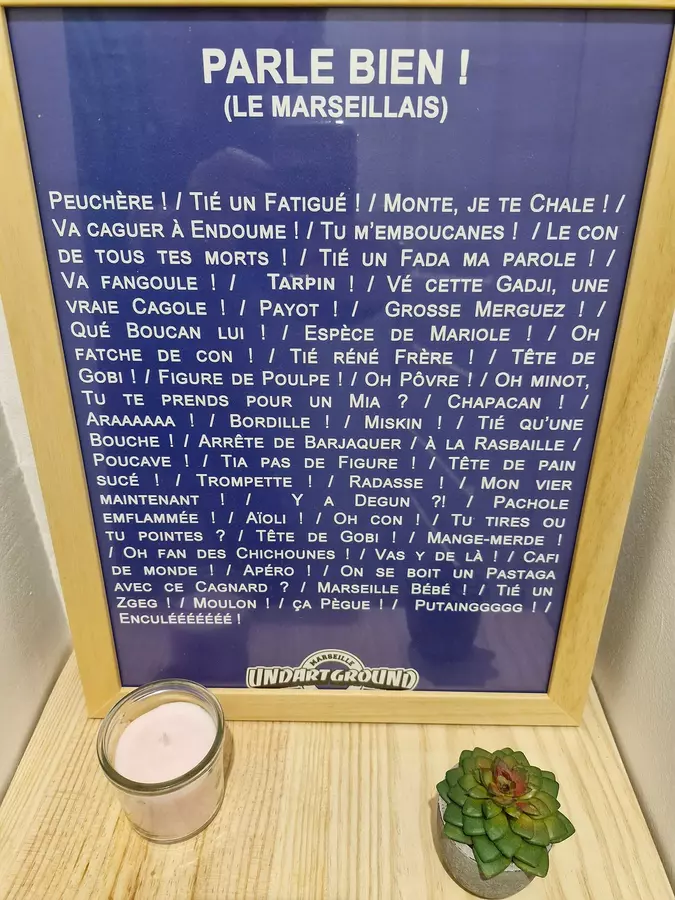 PARLE BIEN !
(LE MARSEILLAIS)
PEUCHÈRE ! / TIÉ UN FATIGUÉ ! / MONTE, JE TE CHALE ! /
VA CAGUER À ENDOUME ! / TU M'EMBOUCANES ! / LE CON
DE TOUS TES MORTS ! / TIÉ UN FADA MA PAROLE ! /
VA FANGOULE ! / TARPIN ! / VÉ CETTE GADJI, UNE
VRAIE CAGOLE ! / PAYOT ! / GROSSE MERGUEZ ! /
QUÉ BOUCAN LUI ! / ESPÈCE DE MARIOLE ! / OH
FATCHE DE CON ! / TIÉ RÉNÉ FRÈRE ! / TÊTE DE
GOBI ! / FIGURE DE POULPE ! / OH PÔVRE ! / OH MINOT,
TU TE PRENDS POUR UN MIA ? / CHAPACAN ! /
ARAAAAAA ! / BORDILLE ! / MISKIN ! / TIÉ QU'UNE
BOUCHE ! / ARRÊTE DE BARJAQUER / À LA RASBAILLE /
POUCAVE ! / TIA PAS DE FIGURE ! / TÊTE DE PAIN
SUCÉ ! / TROMPETTE ! / RADASSE ! / MON VIER
MAINTENANT ! / Y A DEGUN ?! / PACHOLE
EMFLAMMÉE ! / AÏOLI ! / OH CON ! / TU TIRES OU
TU POINTES ? / TÊTE DE GOBI ! / MANGE-MERDE !
/ OH FAN DES CHICHOUNES ! / VAS Y DE LÀ ! / CAFI
DE MONDE ! / APÉRO ! / ON SE BOIT UN PASTAGA
AVEC CE CAGNARD ? / MARSEILLE BÉBÉ ! / TIÉ UN
ZGEG ! / MOULON ! / ÇA PÈGUE ! / PUTAINGGGGG ! /
ENCULÉÉÉÉÉÉÉ !
MARSEILLE
UNDARTGROUND